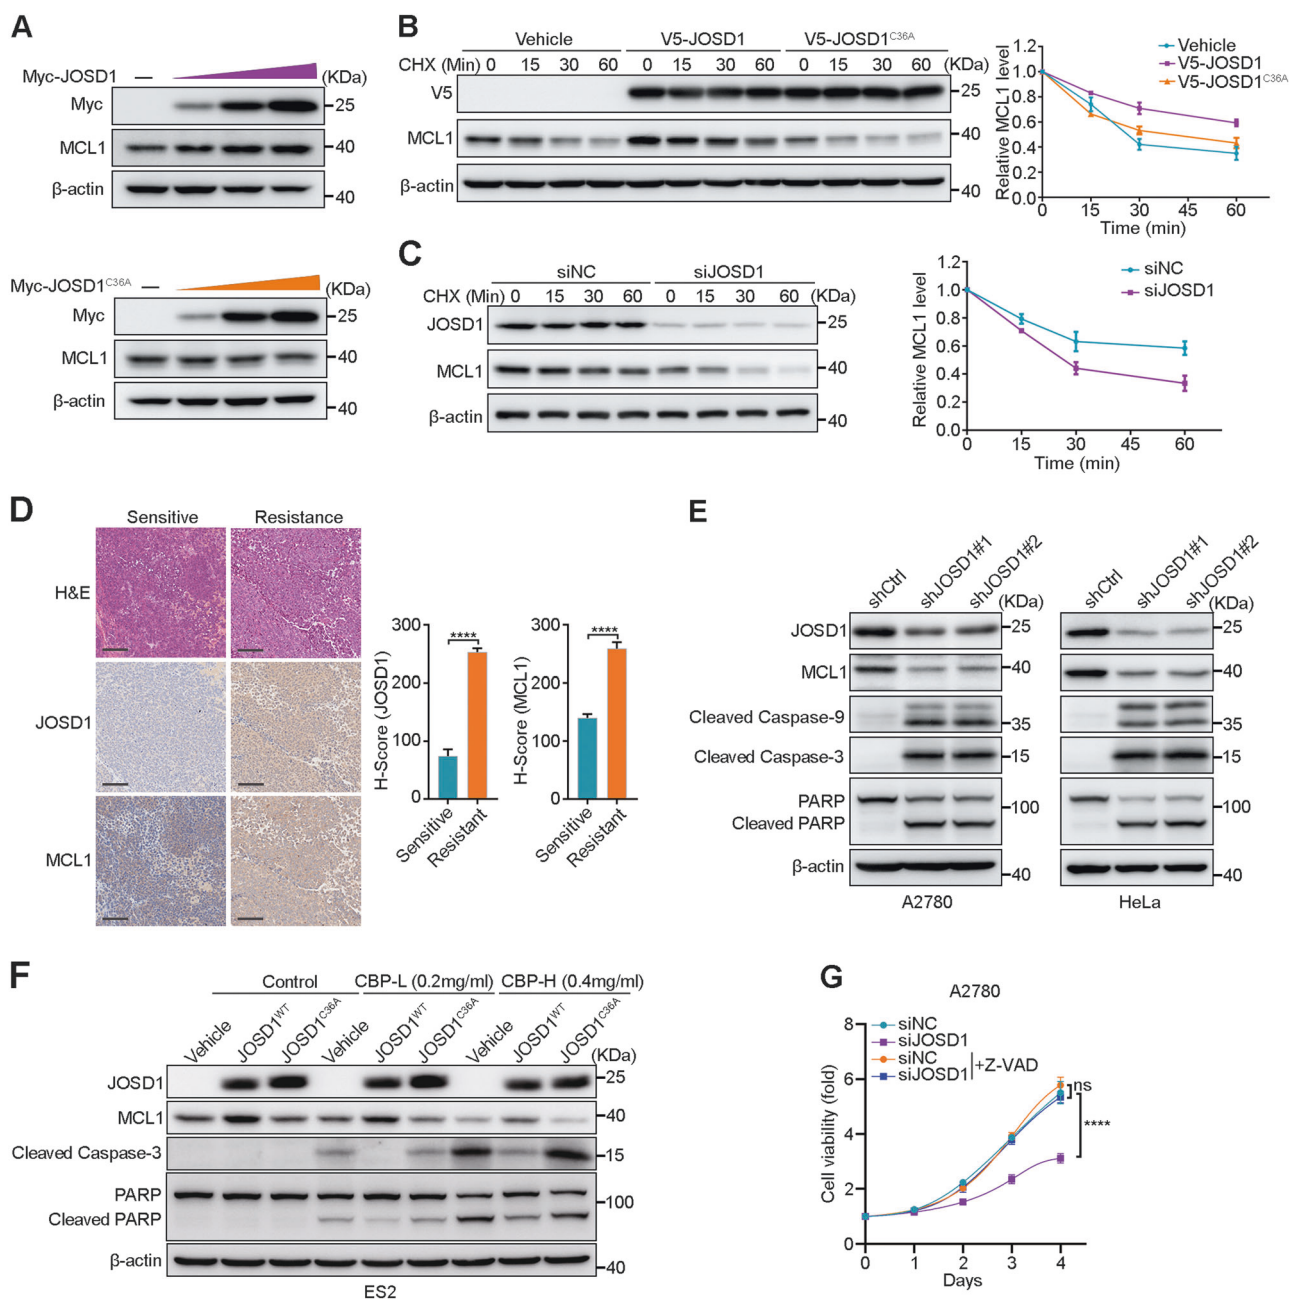 A
Myc-JOSD1 —
(KDa)
Myc
25
MCL1
40
β-actin
40
Myc-JOSD1C36A —
(KDa)
Myc
25
MCL1
40
β-actin
40
B
Vehicle V5-JOSD1 V5-JOSD1C36A
CHX (Min) 0 15 30 60 0 15 30 60 0 15 30 60 (KDa)
V5
25
MCL1
40
β-actin
40
Relative MCL1 level
1.2
1.0
0.8
0.6
0.4
0.2
0.0
0 15 30 45 60
Time (min)
Vehicle
V5-JOSD1
V5-JOSD1C36A
C
siNC siJOSD1
CHX (Min) 0 15 30 60 0 15 30 60 (KDa)
JOSD1
25
MCL1
40
β-actin
40
Relative MCL1 level
1.2
1.0
0.8
0.6
0.4
0.2
0.0
0 15 30 45 60
Time (min)
siNC
siJOSD1
D
Sensitive Resistance
H&E
JOSD1
MCL1
H-Score (JOSD1)
300
200
100
0
****
Sensitive
Resistant
H-Score (MCL1)
300
200
100
0
****
Sensitive
Resistant
E
shCtrl shJOSD1#1 shJOSD1#2 (KDa)
shCtrl shJOSD1#1 shJOSD1#2 (KDa)
JOSD1 25 25
MCL1 40 40
Cleaved Caspase-9 35 35
Cleaved Caspase-3 15 15
PARP 100 100
Cleaved PARP
β-actin 40 40
A2780 HeLa
F
Control CBP-L (0.2mg/ml) CBP-H (0.4mg/ml)
Vehicle JOSD1WT JOSD1C36A Vehicle JOSD1WT JOSD1C36A Vehicle JOSD1WT JOSD1C36A
(KDa)
JOSD1 25
MCL1 40
Cleaved Caspase-3 15
PARP 100
Cleaved PARP
β-actin 40
ES2
G
A2780
siNC
siJOSD1
siNC
siJOSD1
+Z-VAD
Cell viability (fold)
8
6
4
2
0
ns
****
0 1 2 3 4
Days